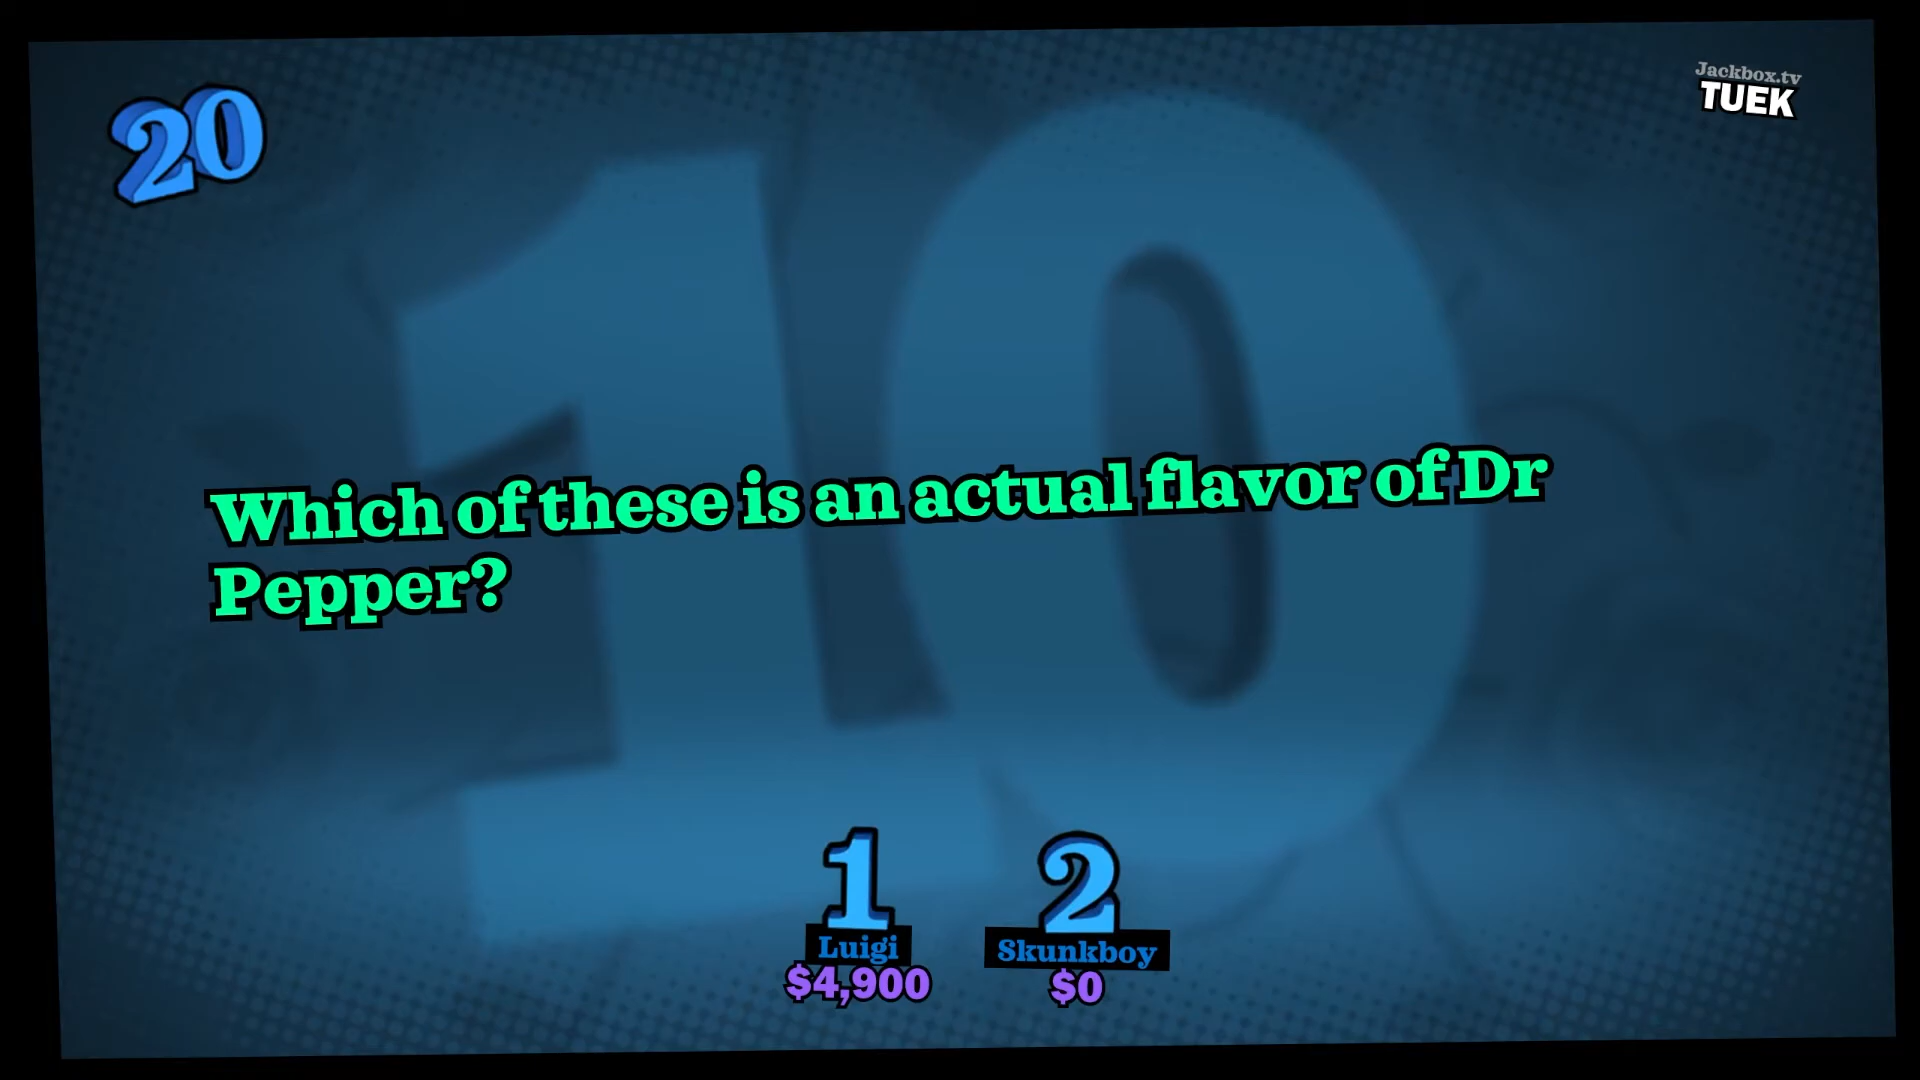 Jackbox.tv
TUEK
20
10
Which of these is an actual flavor of Dr
Pepper?
1
2
Luigi
Skunkboy
$4,900
$0